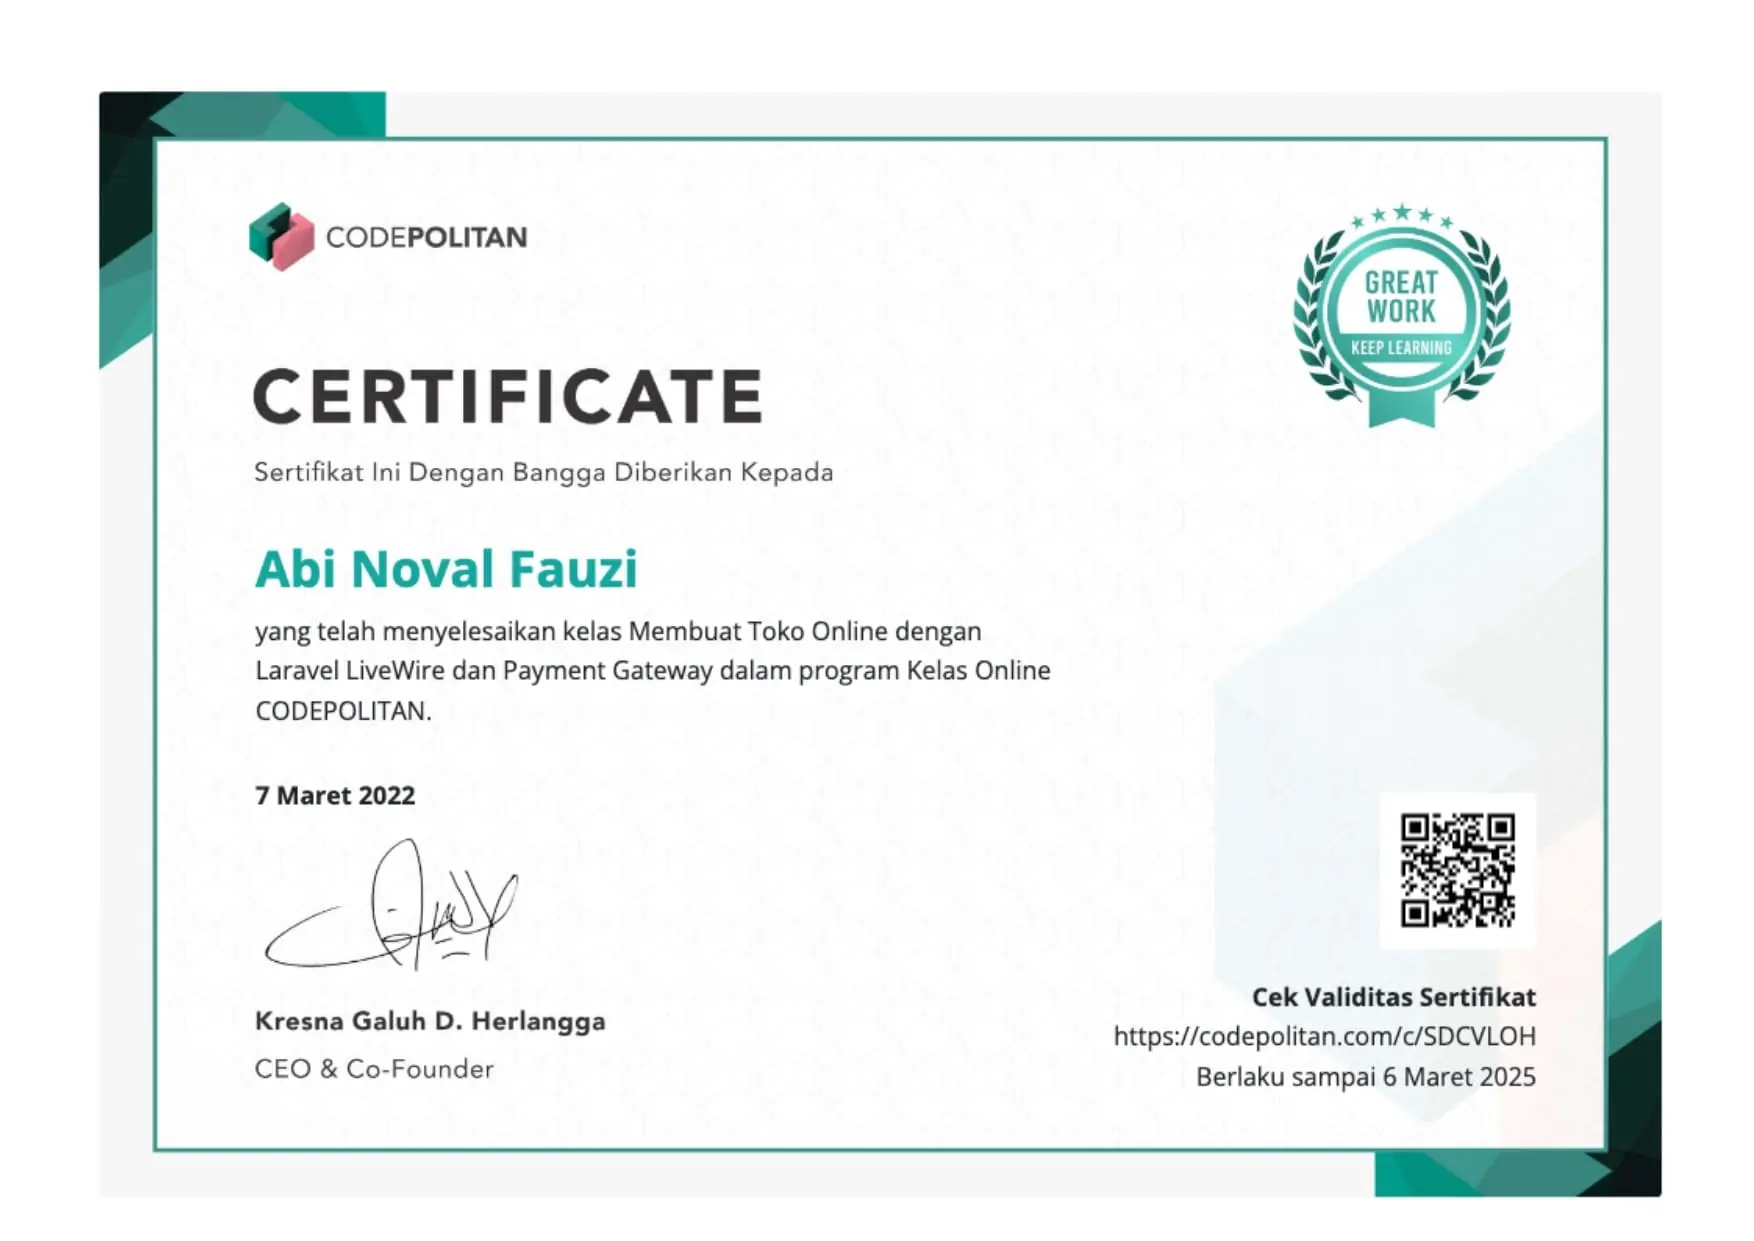 CODEPOLITAN
GREAT
WORK
KEEP LEARNING
CERTIFICATE
Sertifikat Ini Dengan Bangga Diberikan Kepada
Abi Noval Fauzi
yang telah menyelesaikan kelas Membuat Toko Online dengan
Laravel LiveWire dan Payment Gateway dalam program Kelas Online
CODEPOLITAN.
7 Maret 2022
Kresna Galuh D. Herlangga
CEO & Co-Founder
Cek Validitas Sertifikat
https://codepolitan.com/c/SDCVLOH
Berlaku sampai 6 Maret 2025